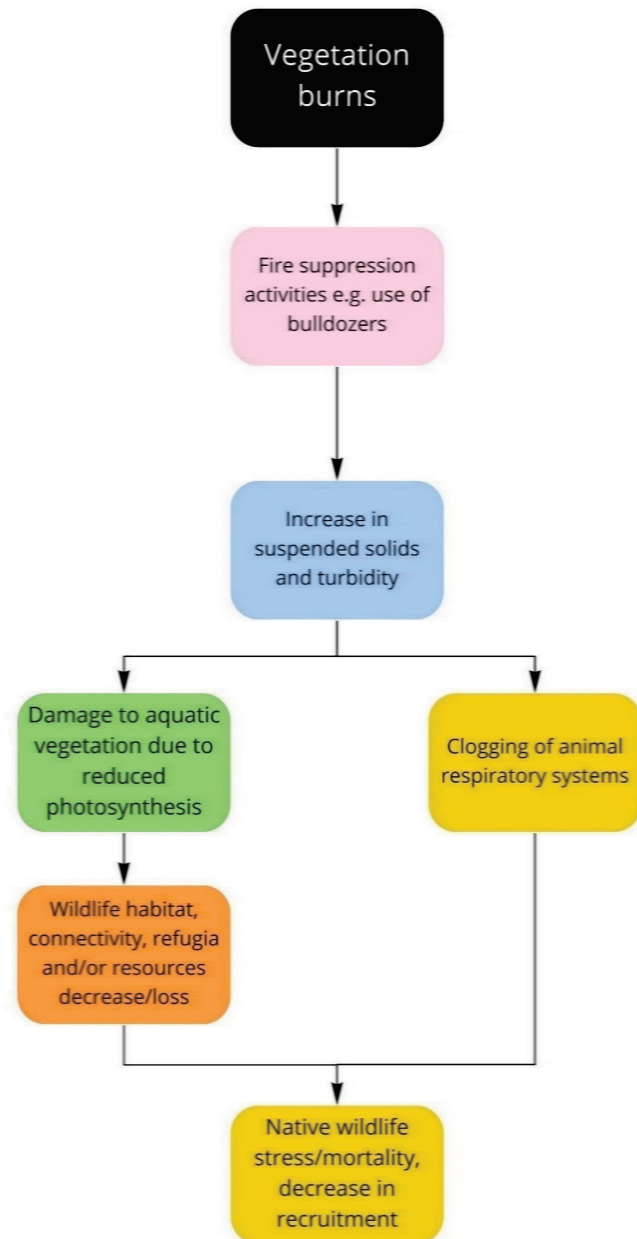 Vegetation
burns
Fire suppression
activities e.g. use of
bulldozers
Increase in
suspended solids
and turbidity
Damage to aquatic
vegetation due to
reduced
photosynthesis
Clogging of animal
respiratory systems
Wildlife habitat,
connectivity, refugia
and/or resources
decrease/loss
Native wildlife
stress/mortality,
decrease in
recruitment